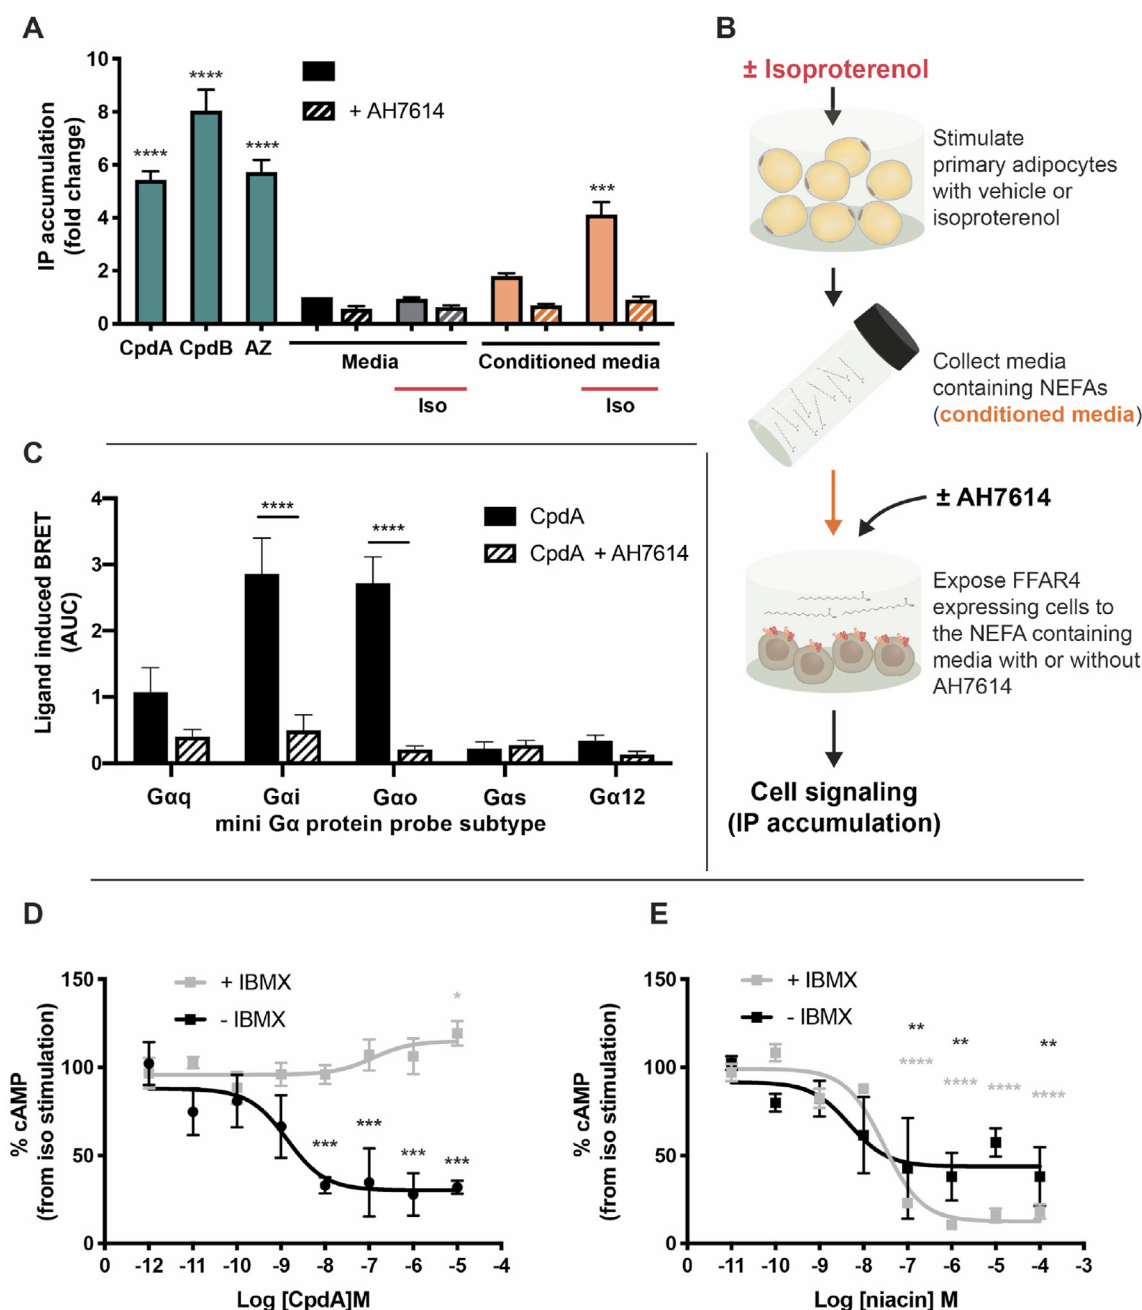 A
IP accumulation
(fold change)
10
8
6
4
2
0
****
****
****
***
+ AH7614
CpdA CpdB AZ
Media
Conditioned media
Iso
Iso
B
± Isoproterenol
Stimulate
primary adipocytes
with vehicle or
isoproterenol
Collect media
containing NEFAs
(conditioned media)
± AH7614
Expose FFAR4
expressing cells to
the NEFA containing
media with or without
AH7614
Cell signaling
(IP accumulation)
C
Ligand induced BRET
(AUC)
4
3
2
1
0
****
****
CpdA
CpdA + AH7614
Gαq Gαi Gαo Gαs Gα12
mini Gα protein probe subtype
D
% cAMP
(from iso stimulation)
150
100
50
0
+ IBMX
- IBMX
*
***
***
***
***
0 -12 -11 -10 -9 -8 -7 -6 -5 -4
Log [CpdA]M
E
% cAMP
(from iso stimulation)
150
100
50
0
+ IBMX
- IBMX
**
**
**
****
****
****
****
0 -11 -10 -9 -8 -7 -6 -5 -4 -3
Log [niacin] M